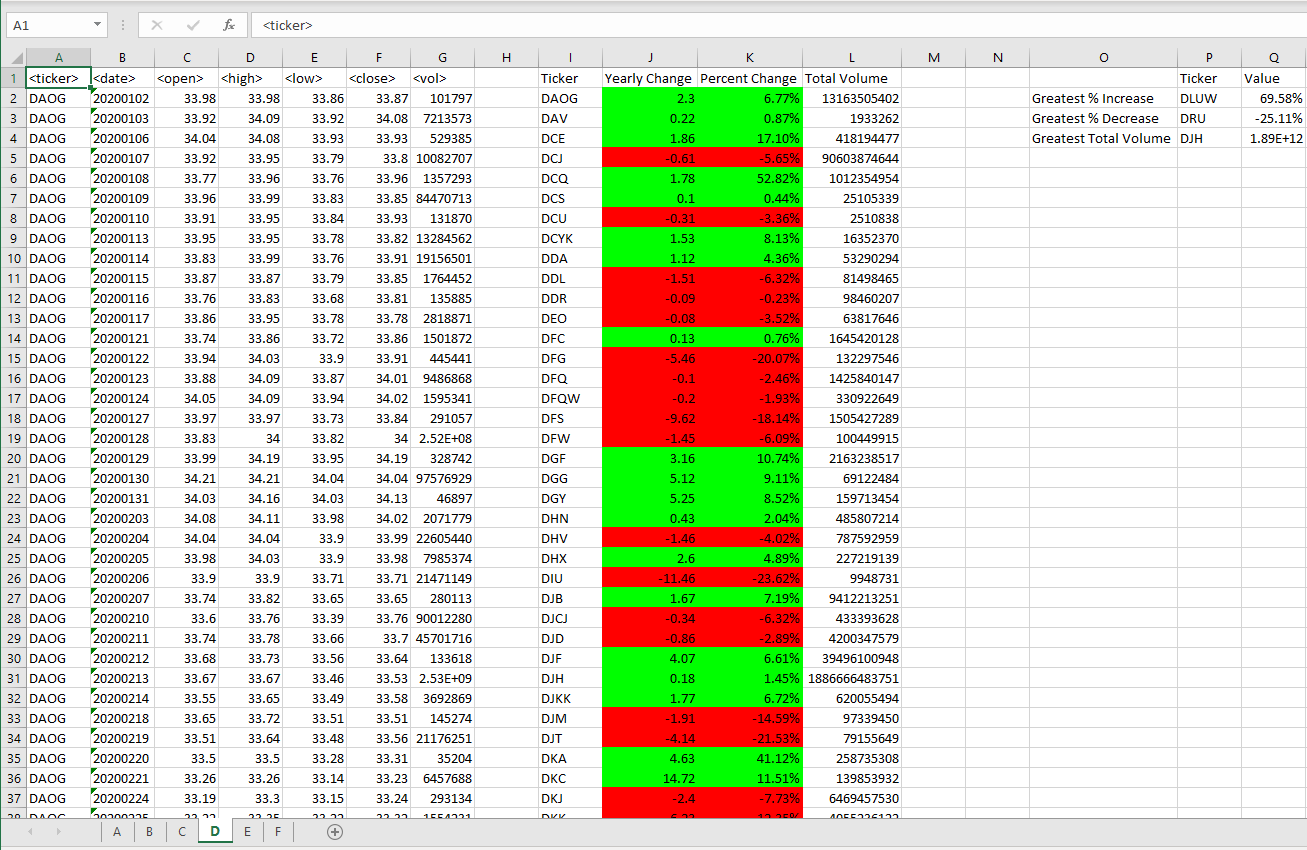 A1 fx <ticker>
A B C D E F G H I J K L M N O P Q
1 <ticker> <date> <open> <high> <low> <close> <vol> Ticker Yearly Change Percent Change Total Volume Ticker Value
2 DAOG 20200102 33.98 33.98 33.86 33.87 101797 DAOG 2.3 6.77% 13163505402 Greatest % Increase DLUW 69.58%
3 DAOG 20200103 33.92 34.09 33.92 34.08 7213573 DAV 0.22 0.87% 1933262 Greatest % Decrease DRU -25.11%
4 DAOG 20200106 34.04 34.08 33.93 33.93 529385 DCE 1.86 17.10% 418194477 Greatest Total Volume DJH 1.89E+12
5 DAOG 20200107 33.92 33.95 33.79 33.8 10082707 DCJ -0.61 -5.65% 90603874644
6 DAOG 20200108 33.77 33.96 33.76 33.96 1357293 DCQ 1.78 52.82% 1012354954
7 DAOG 20200109 33.96 33.99 33.83 33.85 84470713 DCS 0.1 0.44% 25105339
8 DAOG 20200110 33.91 33.95 33.84 33.93 131870 DCU -0.31 -3.36% 2510838
9 DAOG 20200113 33.95 33.95 33.78 33.82 13284562 DCYK 1.53 8.13% 16352370
10 DAOG 20200114 33.83 33.99 33.76 33.91 19156501 DDA 1.12 4.36% 53290294
11 DAOG 20200115 33.87 33.87 33.79 33.85 1764452 DDL -1.51 -6.32% 81498465
12 DAOG 20200116 33.76 33.83 33.68 33.81 135885 DDR -0.09 -0.23% 98460207
13 DAOG 20200117 33.86 33.95 33.78 33.78 2818871 DEO -0.08 -3.52% 63817646
14 DAOG 20200121 33.74 33.86 33.72 33.86 1501872 DFC 0.13 0.76% 1645420128
15 DAOG 20200122 33.94 34.03 33.9 33.91 445441 DFG -5.46 -20.07% 132297546
16 DAOG 20200123 33.88 34.09 33.87 34.01 9486868 DFQ -0.1 -2.46% 1425840147
17 DAOG 20200124 34.05 34.09 33.94 34.02 1595341 DFQW -0.2 -1.93% 330922649
18 DAOG 20200127 33.97 33.97 33.73 33.84 291057 DFS -9.62 -18.14% 1505427289
19 DAOG 20200128 33.83 34 33.82 34 2.52E+08 DFW -1.45 -6.09% 100449915
20 DAOG 20200129 33.99 34.19 33.95 34.19 328742 DGF 3.16 10.74% 2163238517
21 DAOG 20200130 34.21 34.21 34.04 34.04 97576929 DGG 5.12 9.11% 69122484
22 DAOG 20200131 34.03 34.16 34.03 34.13 46897 DGY 5.25 8.52% 159713454
23 DAOG 20200203 34.08 34.11 33.98 34.02 2071779 DHN 0.43 2.04% 485807214
24 DAOG 20200204 34.04 34.04 33.9 33.99 22605440 DHV -1.46 -4.02% 787592959
25 DAOG 20200205 33.98 34.03 33.9 33.98 7985374 DHX 2.6 4.89% 227219139
26 DAOG 20200206 33.9 33.9 33.71 33.71 21471149 DIU -11.46 -23.62% 9948731
27 DAOG 20200207 33.74 33.82 33.65 33.65 280113 DJB 1.67 7.19% 9412213251
28 DAOG 20200210 33.6 33.76 33.39 33.76 90012280 DJCJ -0.34 -6.32% 433393628
29 DAOG 20200211 33.74 33.78 33.66 33.7 45701716 DJD -0.86 -2.89% 4200347579
30 DAOG 20200212 33.68 33.73 33.56 33.64 133618 DJF 4.07 6.61% 39496100948
31 DAOG 20200213 33.67 33.67 33.46 33.53 2.53E+09 DJH 0.18 1.45% 1886666483751
32 DAOG 20200214 33.55 33.65 33.49 33.58 3692869 DJKK 1.77 6.72% 620055494
33 DAOG 20200218 33.65 33.72 33.51 33.51 145274 DJM -1.91 -14.59% 97339450
34 DAOG 20200219 33.51 33.64 33.48 33.56 21176251 DJT -4.14 -21.53% 79155649
35 DAOG 20200220 33.5 33.5 33.28 33.31 35204 DKA 4.63 41.12% 258735308
36 DAOG 20200221 33.26 33.26 33.14 33.23 6457688 DKC 14.72 11.51% 139853932
37 DAOG 20200224 33.19 33.3 33.15 33.24 293134 DKJ -2.4 -7.73% 6469457530
A B C D E F